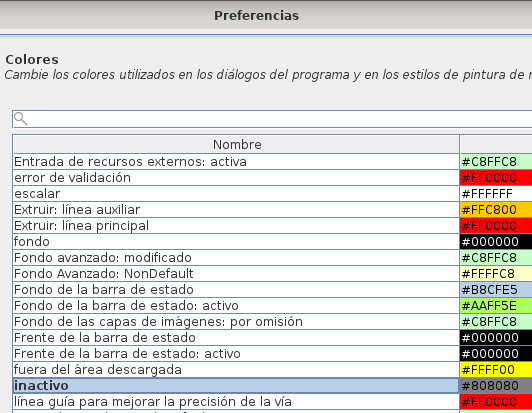 Preferencias
Colores
Cambie los colores utilizados en los diálogos del programa y en los estilos de pintura de
Nombre
Entrada de recursos externos: activa #C8FFC8
error de validación #FF0000
escalar #FFFFFF
Extruir: línea auxiliar #FFC800
Extruir: línea principal #FF0000
fondo #000000
Fondo avanzado: modificado #C8FFC8
Fondo Avanzado: NonDefault #FFFFC8
Fondo de la barra de estado #B8CFE5
Fondo de la barra de estado: activo #AAFF5E
Fondo de las capas de imágenes: por omisión #C8FFC8
Frente de la barra de estado #000000
Frente de la barra de estado: activo #000000
fuera del área descargada #FFFF00
inactivo #808080
línea guía para mejorar la precisión de la vía #FF0000